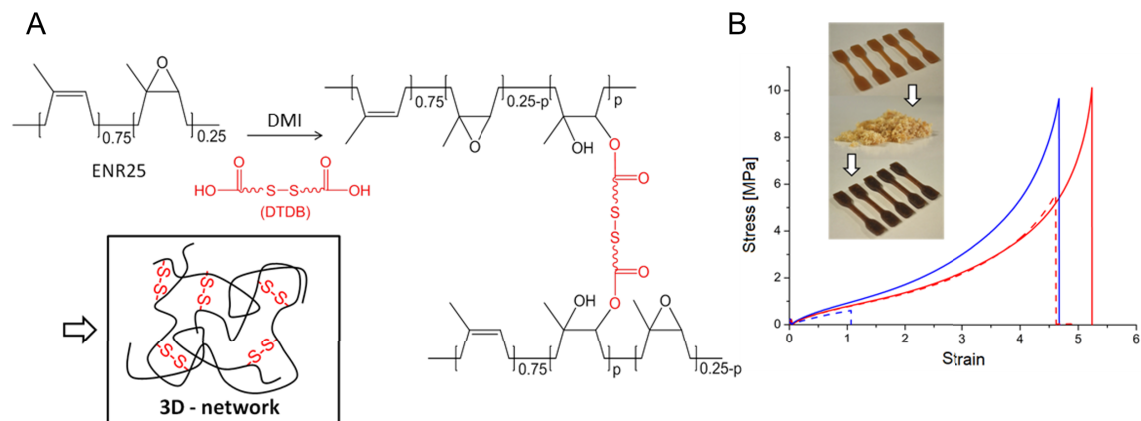 A
O
0.75
0.25
ENR25
DMI
O
O
HO
S
S
OH
(DTDB)
0.75
0.25-p
p
O
OH
O
O
S
S
O
O
OH
O
0.75
p
0.25-p
S-S
S-S
S-S
S-S
S-S
3D - network
B
Stress [MPa]
10
8
6
4
2
0
0
1
2
3
4
5
6
Strain